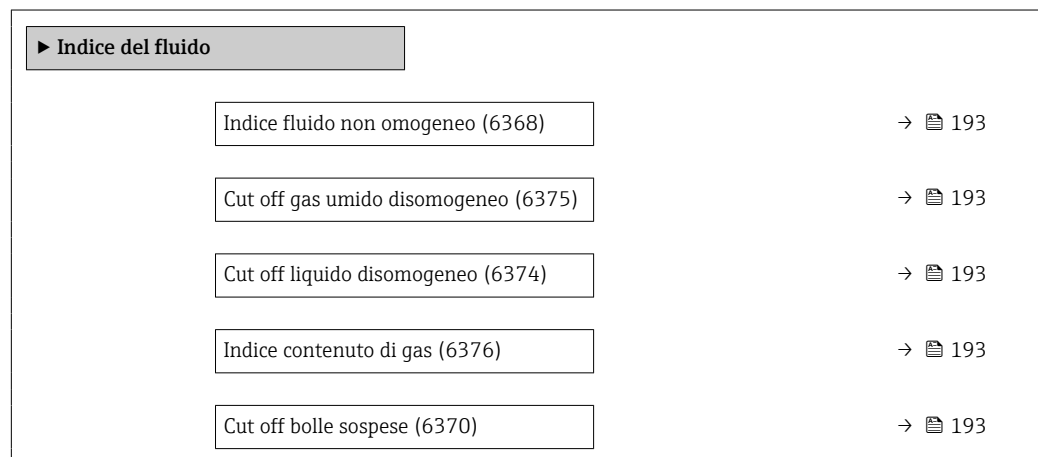 ▶ Indice del fluido
Indice fluido non omogeneo (6368) → 193
Cut off gas umido disomogeneo (6375) → 193
Cut off liquido disomogeneo (6374) → 193
Indice contenuto di gas (6376) → 193
Cut off bolle sospese (6370) → 193